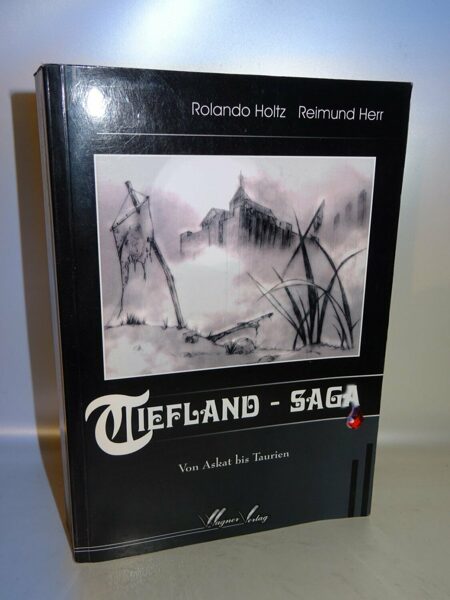 Rolando Holtz Reimund Herr
TIEFLAND - SAGA
Von Askat bis Taurien
Wagner Verlag